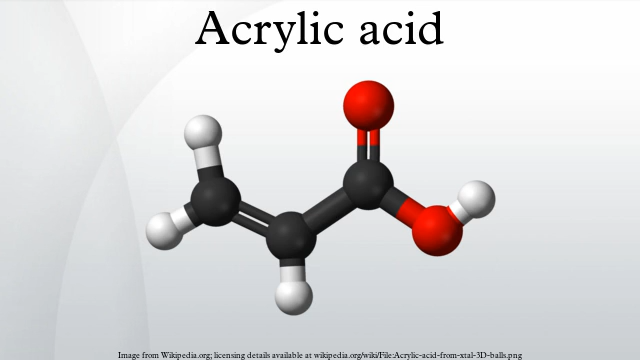 Acrylic acid
Image from Wikipedia.org; licensing details available at wikipedia.org/wiki/File:Acrylic-acid-from-xtal-3D-balls.png